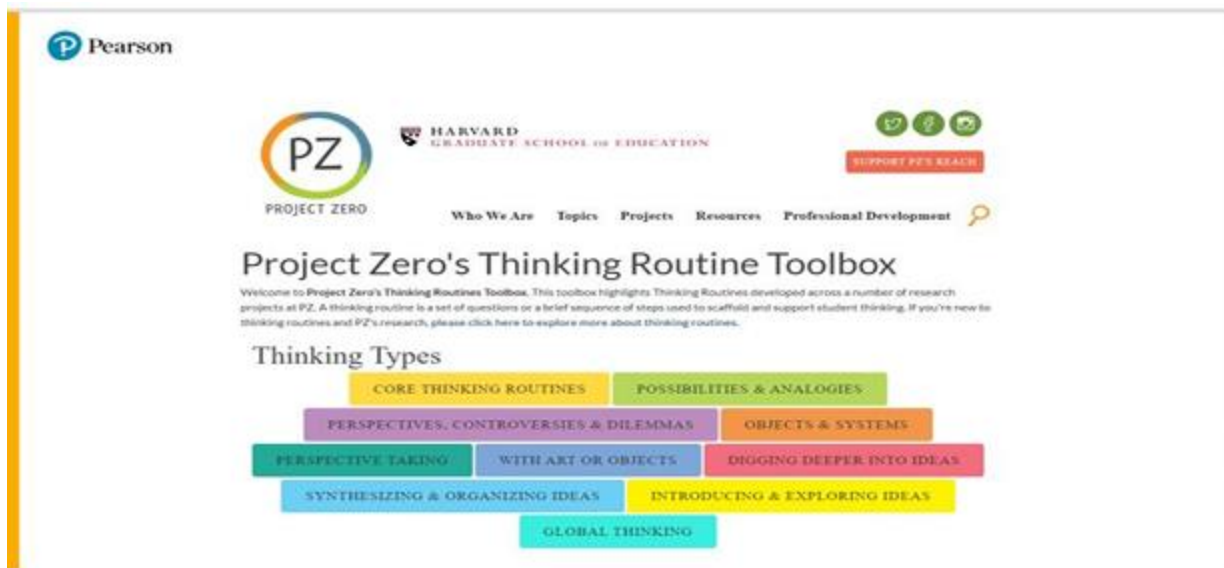 Pearson
PZ
PROJECT ZERO
HARVARD
GRADUATE SCHOOL OF EDUCATION
SUPPORT PZ'S REACH
Who We Are Topics Projects Resources Professional Development
Project Zero's Thinking Routine Toolbox
Welcome to Project Zero's Thinking Routines Toolbox. This toolbox highlights Thinking Routines developed across a number of research
projects at PZ. A thinking routine is a set of questions or a brief sequence of steps used to scaffold and support student thinking. If you're new to
thinking routines and PZ's research, please click here to explore more about thinking routines.
Thinking Types
CORE THINKING ROUTINES POSSIBILITIES & ANALOGIES
PERSPECTIVES, CONTROVERSIES & DILEMMAS OBJECTS & SYSTEMS
PERSPECTIVE TAKING WITH ART OR OBJECTS DIGGING DEEPER INTO IDEAS
SYNTHESIZING & ORGANIZING IDEAS INTRODUCING & EXPLORING IDEAS
GLOBAL THINKING